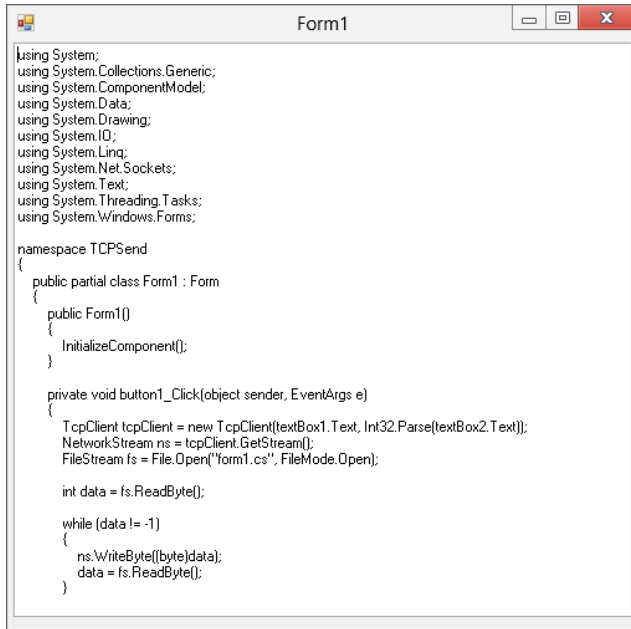 Form1
using System;
using System.Collections.Generic;
using System.ComponentModel;
using System.Data;
using System.Drawing;
using System.IO;
using System.Linq;
using System.Net.Sockets;
using System.Text;
using System.Threading.Tasks;
using System.Windows.Forms;

namespace TCPSend
{
    public partial class Form1 : Form
    {
        public Form1()
        {
            InitializeComponent();
        }

        private void button1_Click(object sender, EventArgs e)
        {
            TcpClient tcpClient = new TcpClient(textBox1.Text, Int32.Parse(textBox2.Text));
            NetworkStream ns = tcpClient.GetStream();
            FileStream fs = File.Open("form1.cs", FileMode.Open);

            int data = fs.ReadByte();

            while (data != -1)
            {
                ns.WriteByte((byte)data);
                data = fs.ReadByte();
            }